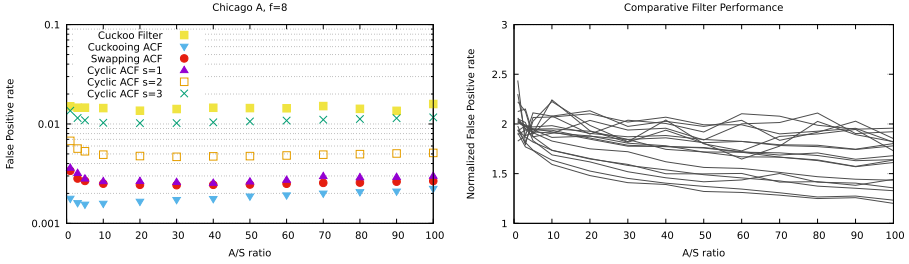 Chicago A, f=8
0.1
0.01
0.001
False Positive rate
Cuckoo Filter
Cuckooing ACF
Swapping ACF
Cyclic ACF s=1
Cyclic ACF s=2
Cyclic ACF s=3
0 10 20 30 40 50 60 70 80 90 100
A/S ratio
Comparative Filter Performance
3
2.5
2
1.5
1
Normalized False Positive rate
0 10 20 30 40 50 60 70 80 90 100
A/S ratio